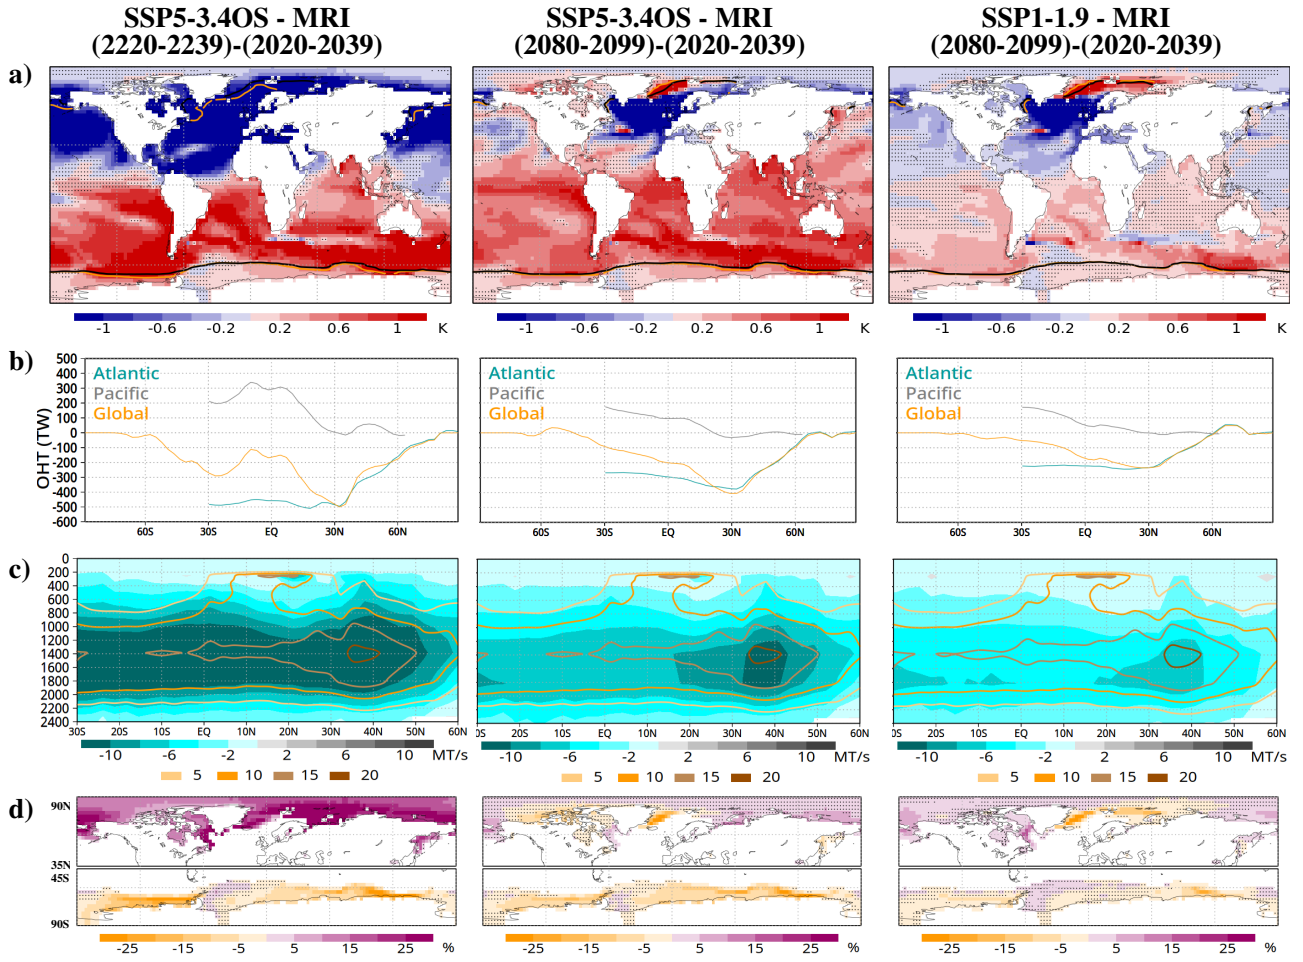 SSP5-3.4OS - MRI
(2220-2239)-(2020-2039)
SSP5-3.4OS - MRI
(2080-2099)-(2020-2039)
SSP1-1.9 - MRI
(2080-2099)-(2020-2039)
a)
-1 -0.6 -0.2 0.2 0.6 1 K
-1 -0.6 -0.2 0.2 0.6 1 K
-1 -0.6 -0.2 0.2 0.6 1 K
b)
OHT (TW)
500
400
300
200
100
0
-100
-200
-300
-400
-500
-600
Atlantic
Pacific
Global
60S 30S EQ 30N 60N
Atlantic
Pacific
Global
60S 30S EQ 30N 60N
Atlantic
Pacific
Global
60S 30S EQ 30N 60N
c)
0
200
400
600
800
1000
1200
1400
1600
1800
2000
2200
2400
30S 20S 10S EQ 10N 20N 30N 40N 50N 60N
-10 -6 -2 2 6 10 MT/s
5 10 15 20
0S 20S 10S EQ 10N 20N 30N 40N 50N 60N
-10 -6 -2 2 6 10 MT/s
5 10 15 20
0S 20S 10S EQ 10N 20N 30N 40N 50N 60N
-10 -6 -2 2 6 10 MT/s
5 10 15 20
d)
90N
35N
45S
90S
-25 -15 -5 5 15 25 %
-25 -15 -5 5 15 25 %
-25 -15 -5 5 15 25 %